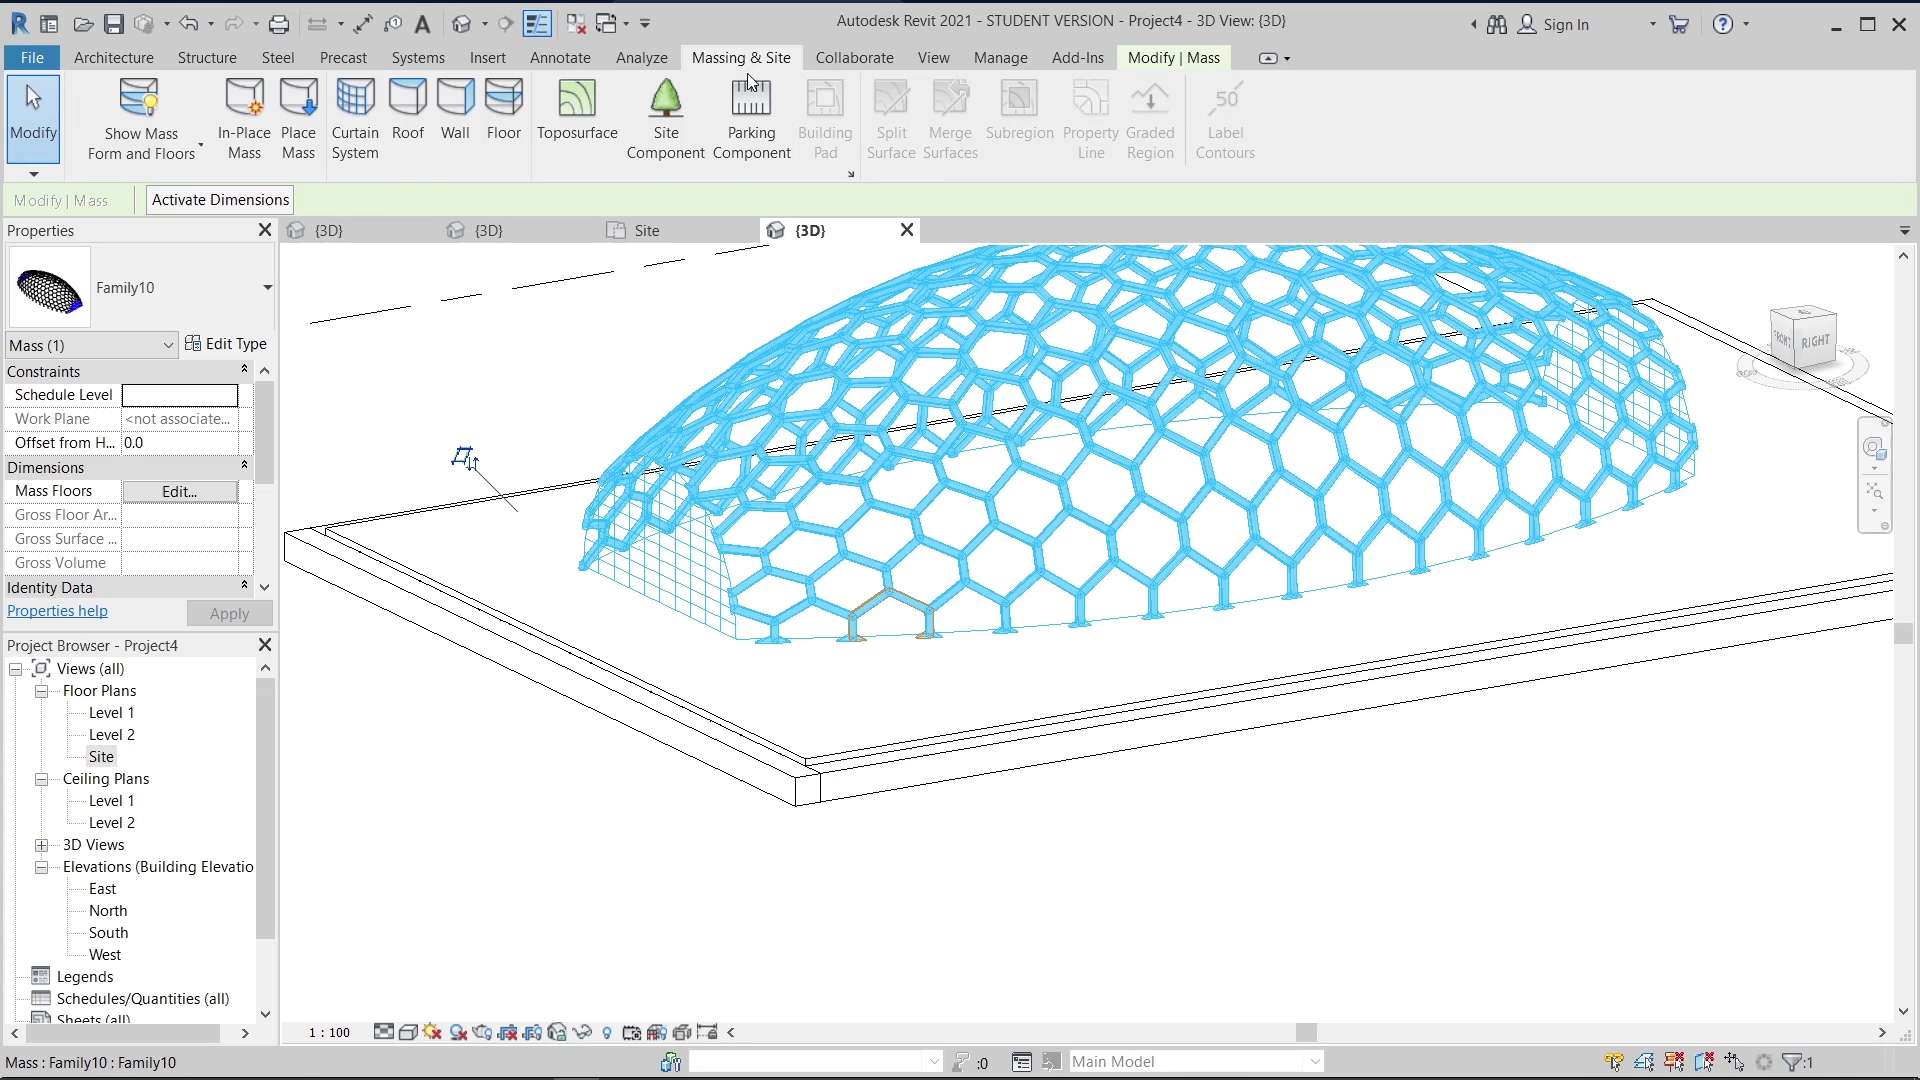 Autodesk Revit 2021 - STUDENT VERSION - Project4 - 3D View: {3D}
Sign In
File Architecture Structure Steel Precast Systems Insert Annotate Analyze Massing & Site Collaborate View Manage Add-Ins Modify | Mass
Modify
Show Mass
Form and Floors
In-Place
Mass
Place
Mass
Curtain
System
Roof
Wall
Floor
Toposurface
Site
Component
Parking
Component
Building
Pad
Split
Surface
Merge
Surfaces
Subregion
Property
Line
Graded
Region
50
Label
Contours
Modify | Mass
Activate Dimensions
Properties
{3D}
{3D}
Site
{3D}
Family10
Mass (1)
Edit Type
Constraints
Schedule Level
Work Plane <not associate...
Offset from H... 0.0
Dimensions
Mass Floors Edit...
Gross Floor Ar...
Gross Surface ...
Gross Volume
Identity Data
Properties help
Apply
FRONT
RIGHT
Project Browser - Project4
Views (all)
Floor Plans
Level 1
Level 2
Site
Ceiling Plans
Level 1
Level 2
3D Views
Elevations (Building Elevatio
East
North
South
West
Legends
Schedules/Quantities (all)
Sheets (all)
1 : 100
Mass : Family10 : Family10
:0
Main Model
:1